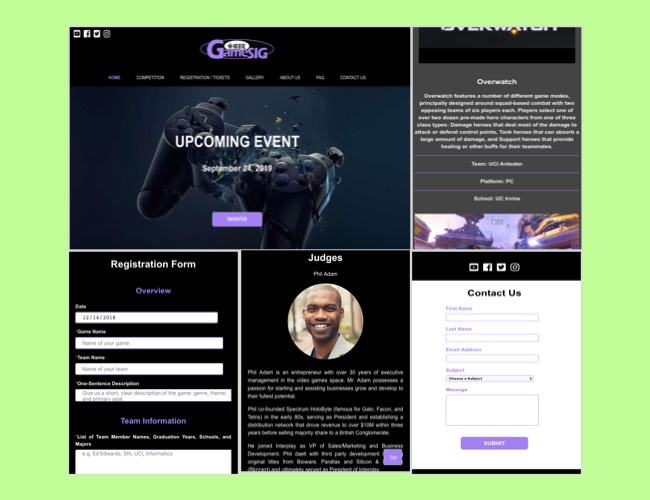 IEEE
GameSIG
HOME COMPETITION REGISTRATION / TICKETS GALLERY ABOUT US FAQ CONTACT US
UPCOMING EVENT
September 24, 2019
REGISTER
OVERWATCH
Overwatch
Overwatch features a number of different game modes,
principally designed around squad-based combat with two
opposing teams of six players each. Players select one of
over two dozen pre-made hero characters from one of three
class types: Damage heroes that deal most of the damage to
attack or defend control points, Tank heroes that can absorb a
large amount of damage, and Support heroes that provide
healing or other buffs for their teammates.
Team: UCI Anteater
Platform: PC
School: UC Irvine
Registration Form
Overview
Date
12/14/2018
*Game Name
Name of your game
*Team Name
Name of your team
*One-Sentence Description
Give us a short, clear description of the game: genre, theme,
and primary goal
Team Information
*List of Team Member Names, Graduation Years, Schools, and
Majors
e.g. Ed Edwards, 5th, UCI, Informatics
Judges
Phil Adam
Phil Adam is an entrepreneur with over 30 years of executive
management in the video games space. Mr. Adam possesses a
passion for starting and assisting businesses grow and develop to
their fullest potential.
Phil co-founded Spectrum HoloByte (famous for Gato, Facon, and
Tetris) in the early 80s, serving as President and establishing a
distribution network that drove revenue to over $10M within three
years before selling majority share to a British Conglomerate.
He joined Interplay as VP of Sales/Marketing and Business
Development. Phil daelt with third party development
original titles from Bioware, Parallax and Silicon &
(Blizzard) and ultimately served as President of Interplay.
Top
Contact Us
First Name
Last Name
Email Address
Subject
Choose a Subject
Message
SUBMIT